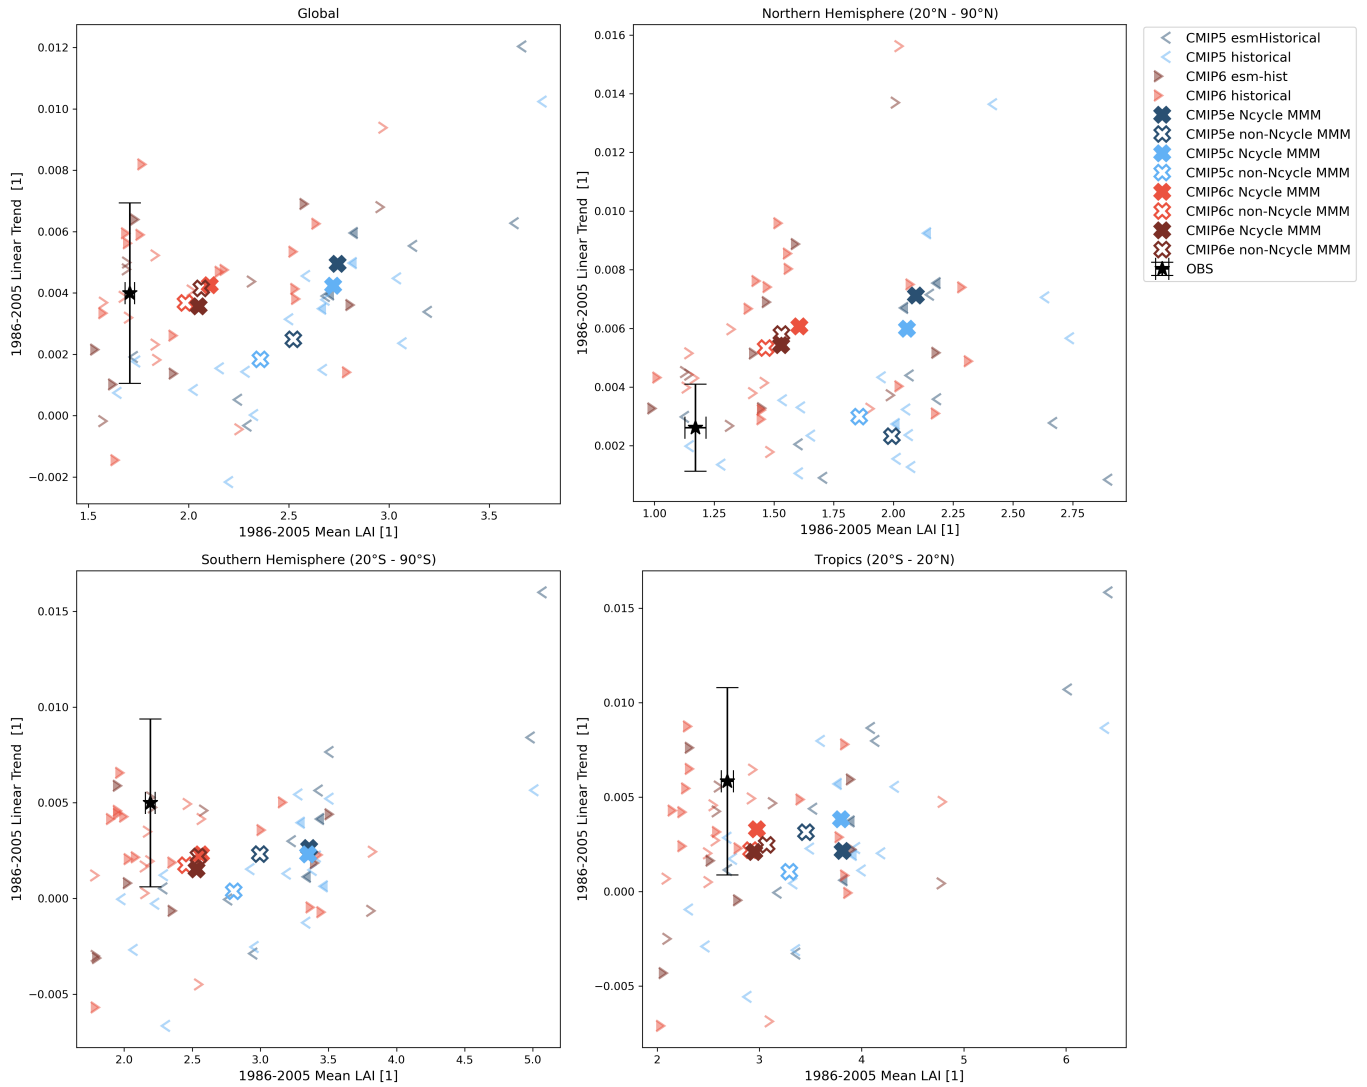 Global
0.012
0.010
0.008
0.006
0.004
0.002
0.000
−0.002
1986-2005 Linear Trend [1]
1.5 2.0 2.5 3.0 3.5
1986-2005 Mean LAI [1]
Northern Hemisphere (20°N - 90°N)
0.016
0.014
0.012
0.010
0.008
0.006
0.004
0.002
1986-2005 Linear Trend [1]
1.00 1.25 1.50 1.75 2.00 2.25 2.50 2.75
1986-2005 Mean LAI [1]
CMIP5 esmHistorical
CMIP5 historical
CMIP6 esm-hist
CMIP6 historical
CMIP5e Ncycle MMM
CMIP5e non-Ncycle MMM
CMIP5c Ncycle MMM
CMIP5c non-Ncycle MMM
CMIP6c Ncycle MMM
CMIP6c non-Ncycle MMM
CMIP6e Ncycle MMM
CMIP6e non-Ncycle MMM
OBS
Southern Hemisphere (20°S - 90°S)
0.015
0.010
0.005
0.000
−0.005
1986-2005 Linear Trend [1]
2.0 2.5 3.0 3.5 4.0 4.5 5.0
1986-2005 Mean LAI [1]
Tropics (20°S - 20°N)
0.015
0.010
0.005
0.000
−0.005
1986-2005 Linear Trend [1]
2 3 4 5 6
1986-2005 Mean LAI [1]